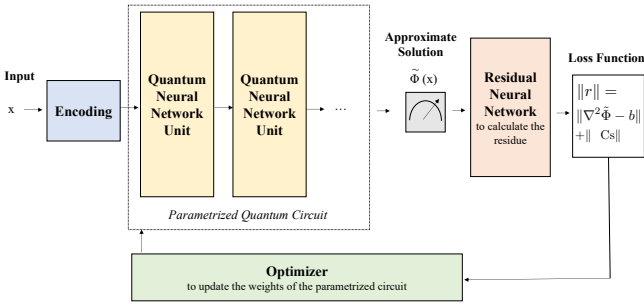 Input
x
Encoding
Quantum
Neural
Network
Unit
Quantum
Neural
Network
Unit
...
Parametrized Quantum Circuit
Approximate
Solution
Φ̃ (x)
Residual
Neural
Network
to calculate the
residue
Loss Function
‖r‖ =
‖∇²Φ̃ − b‖
+‖ Cs‖
Optimizer
to update the weights of the parametrized circuit